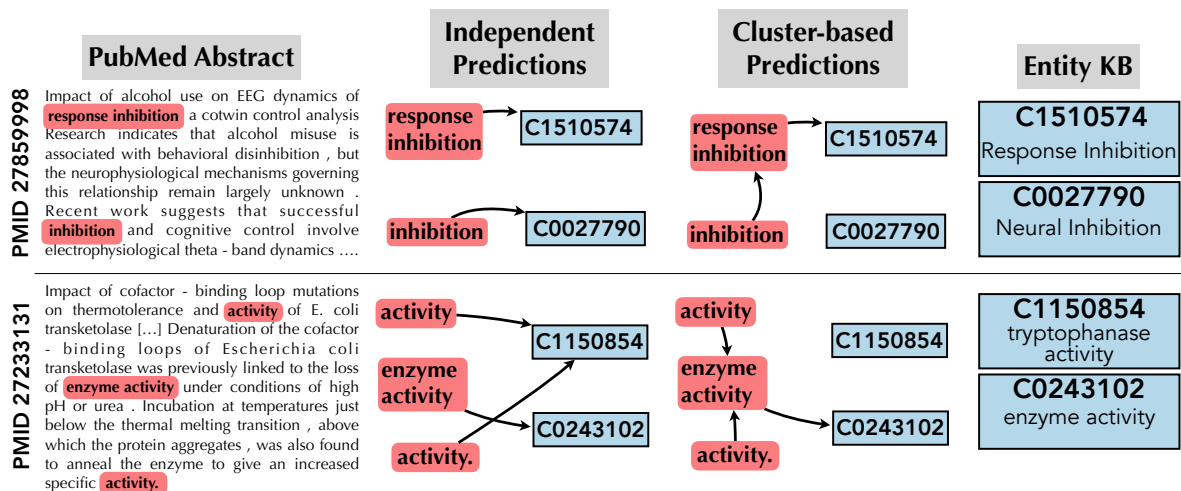 PubMed Abstract
Independent
Predictions
Cluster-based
Predictions
Entity KB
PMID 27859998
Impact of alcohol use on EEG dynamics of
response inhibition a cotwin control analysis
Research indicates that alcohol misuse is
associated with behavioral disinhibition , but
the neurophysiological mechanisms governing
this relationship remain largely unknown .
Recent work suggests that successful
inhibition and cognitive control involve
electrophysiological theta - band dynamics ....
response
inhibition
C1510574
inhibition
C0027790
response
inhibition
C1510574
inhibition
C0027790
C1510574
Response Inhibition
C0027790
Neural Inhibition
PMID 27233131
Impact of cofactor - binding loop mutations
on thermotolerance and activity of E. coli
transketolase [...] Denaturation of the cofactor
- binding loops of Escherichia coli
transketolase was previously linked to the loss
of enzyme activity under conditions of high
pH or urea . Incubation at temperatures just
below the thermal melting transition , above
which the protein aggregates , was also found
to anneal the enzyme to give an increased
specific activity.
activity
C1150854
enzyme
activity
C0243102
activity.
activity
C1150854
enzyme
activity
C0243102
activity.
C1150854
tryptophanase
activity
C0243102
enzyme activity